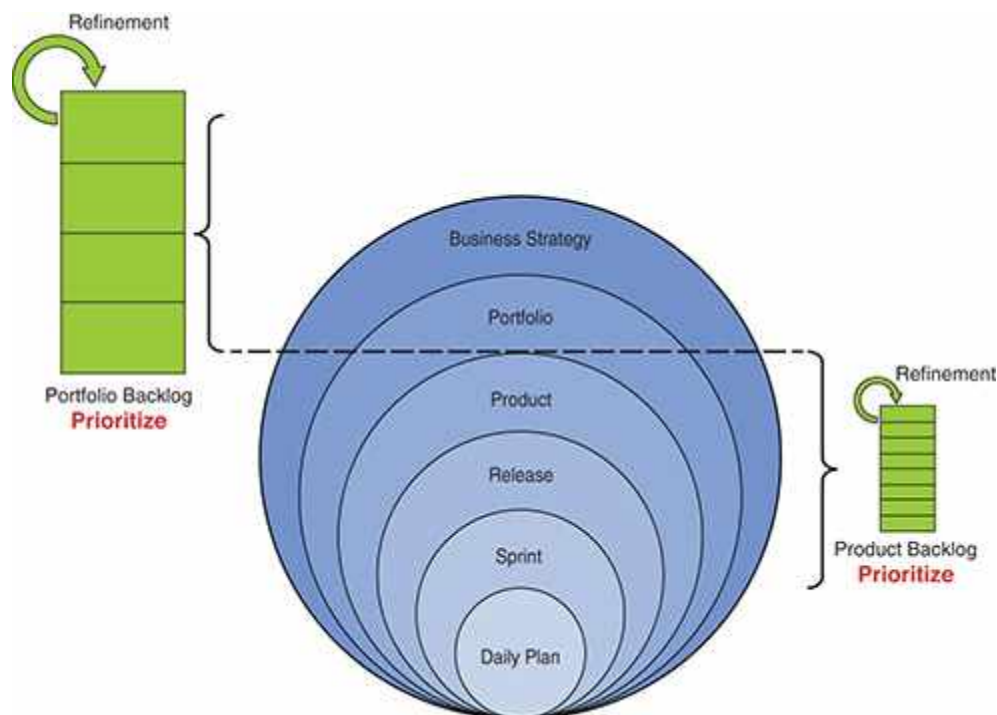 Refinement
Business Strategy
Portfolio
Portfolio Backlog
Prioritize
Product
Refinement
Release
Sprint
Product Backlog
Prioritize
Daily Plan